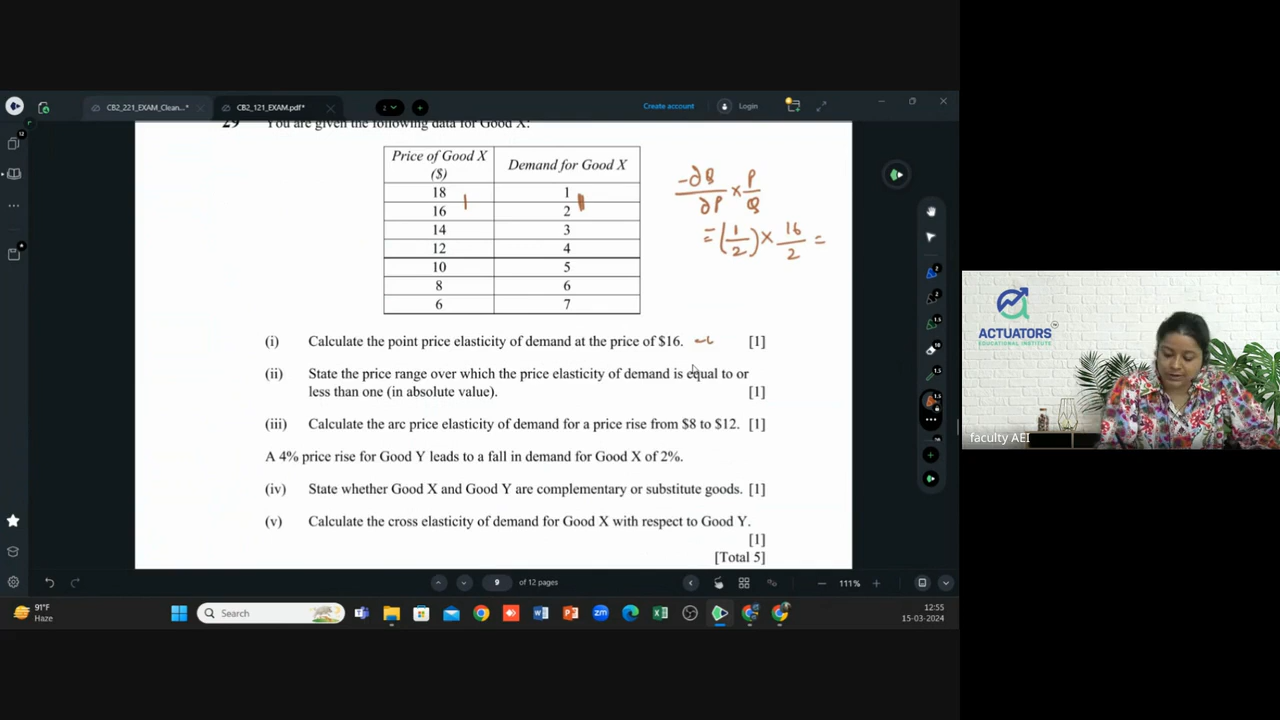 CB2_221_EXAM_Clean...*
CB2_121_EXAM.pdf*
2
Create account
Login
29 You are given the following data for Good X:
Price of Good X ($) Demand for Good X
18 1
16 2
14 3
12 4
10 5
8 6
6 7
-∂Q/∂P × P/Q
= (1/2) × 16/2 =
(i) Calculate the point price elasticity of demand at the price of $16. [1]
(ii) State the price range over which the price elasticity of demand is equal to or
less than one (in absolute value). [1]
(iii) Calculate the arc price elasticity of demand for a price rise from $8 to $12. [1]
A 4% price rise for Good Y leads to a fall in demand for Good X of 2%.
(iv) State whether Good X and Good Y are complementary or substitute goods. [1]
(v) Calculate the cross elasticity of demand for Good X with respect to Good Y.
[1]
[Total 5]
9 of 12 pages
111%
91°F
Haze
Search
12:55
15-03-2024
ACTUATORS
EDUCATIONAL INSTITUTE
faculty AEI